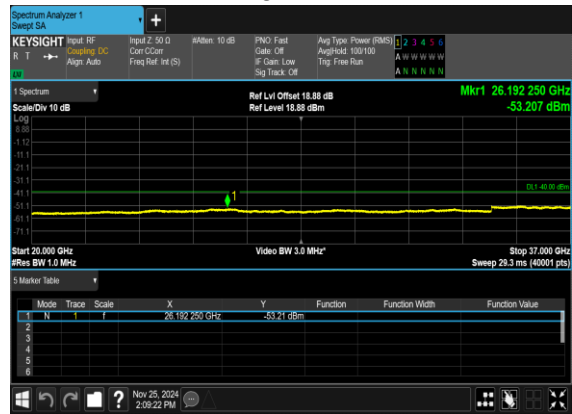 Spectrum Analyzer 1
Swept SA
+
KEYSIGHT Input: RF Input Z: 50 Ω #Atten: 10 dB PNO: Fast Avg Type: Power (RMS) 1 2 3 4 5 6
R T Coupling: DC Corr CCorr Gate: Off Avg|Hold: 100/100 A W W W W W
Align: Auto Freq Ref: Int (S) IF Gain: Low Trig: Free Run
Sig Track: Off A N N N N N
1 Spectrum Ref Lvl Offset 18.88 dB Mkr1 26.192 250 GHz
Scale/Div 10 dB Ref Level 18.88 dBm -53.207 dBm
Log
8.88
-1.12
-11.1
-21.1
-31.1
DL1 -40.00 dBm
-41.1
1
-51.1
-61.1
-71.1
Start 20.000 GHz Video BW 3.0 MHz* Stop 37.000 GHz
#Res BW 1.0 MHz Sweep 29.3 ms (40001 pts)
5 Marker Table
Mode Trace Scale X Y Function Function Width Function Value
1 N 1 f 26.192 250 GHz -53.21 dBm
2
3
4
5
6
? Nov 25, 2024
2:09:22 PM